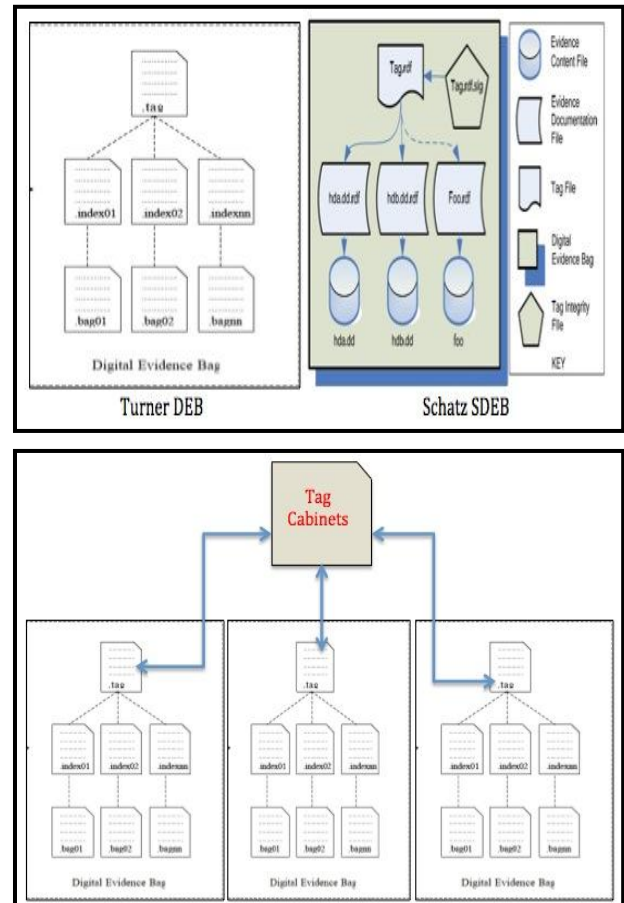 .tag
.index01 .index02 .indexnn
.bag01 .bag02 .bagnn
Digital Evidence Bag
Turner DEB
Tag.rdf
Tag.rdf.sig
hda.dd.rdf hdb.dd.rdf Foo.rdf
hda.dd hdb.dd foo
Schatz SDEB
Evidence
Content File
Evidence
Documentation
File
Tag File
Digital
Evidence Bag
Tag Integrity
File
KEY
Tag
Cabinets
.tag
.index01 .index02 .indexnn
.bag01 .bag02 .bagnn
Digital Evidence Bag
.tag
.index01 .index02 .indexnn
.bag01 .bag02 .bagnn
Digital Evidence Bag
.tag
.index01 .index02 .indexnn
.bag01 .bag02 .bagnn
Digital Evidence Bag